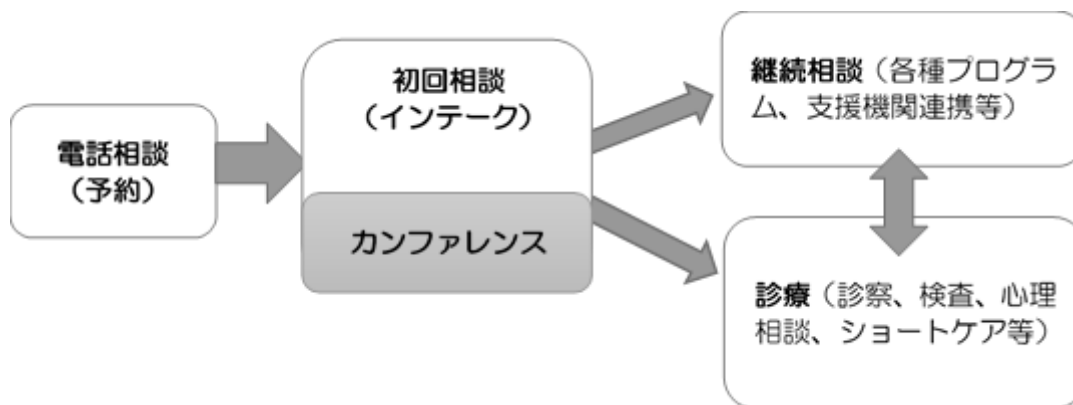 電話相談
（予約）
初回相談
（インテーク）
カンファレンス
継続相談（各種プログラ
ム、支援機関連携等）
診療（診察、検査、心理
相談、ショートケア等）